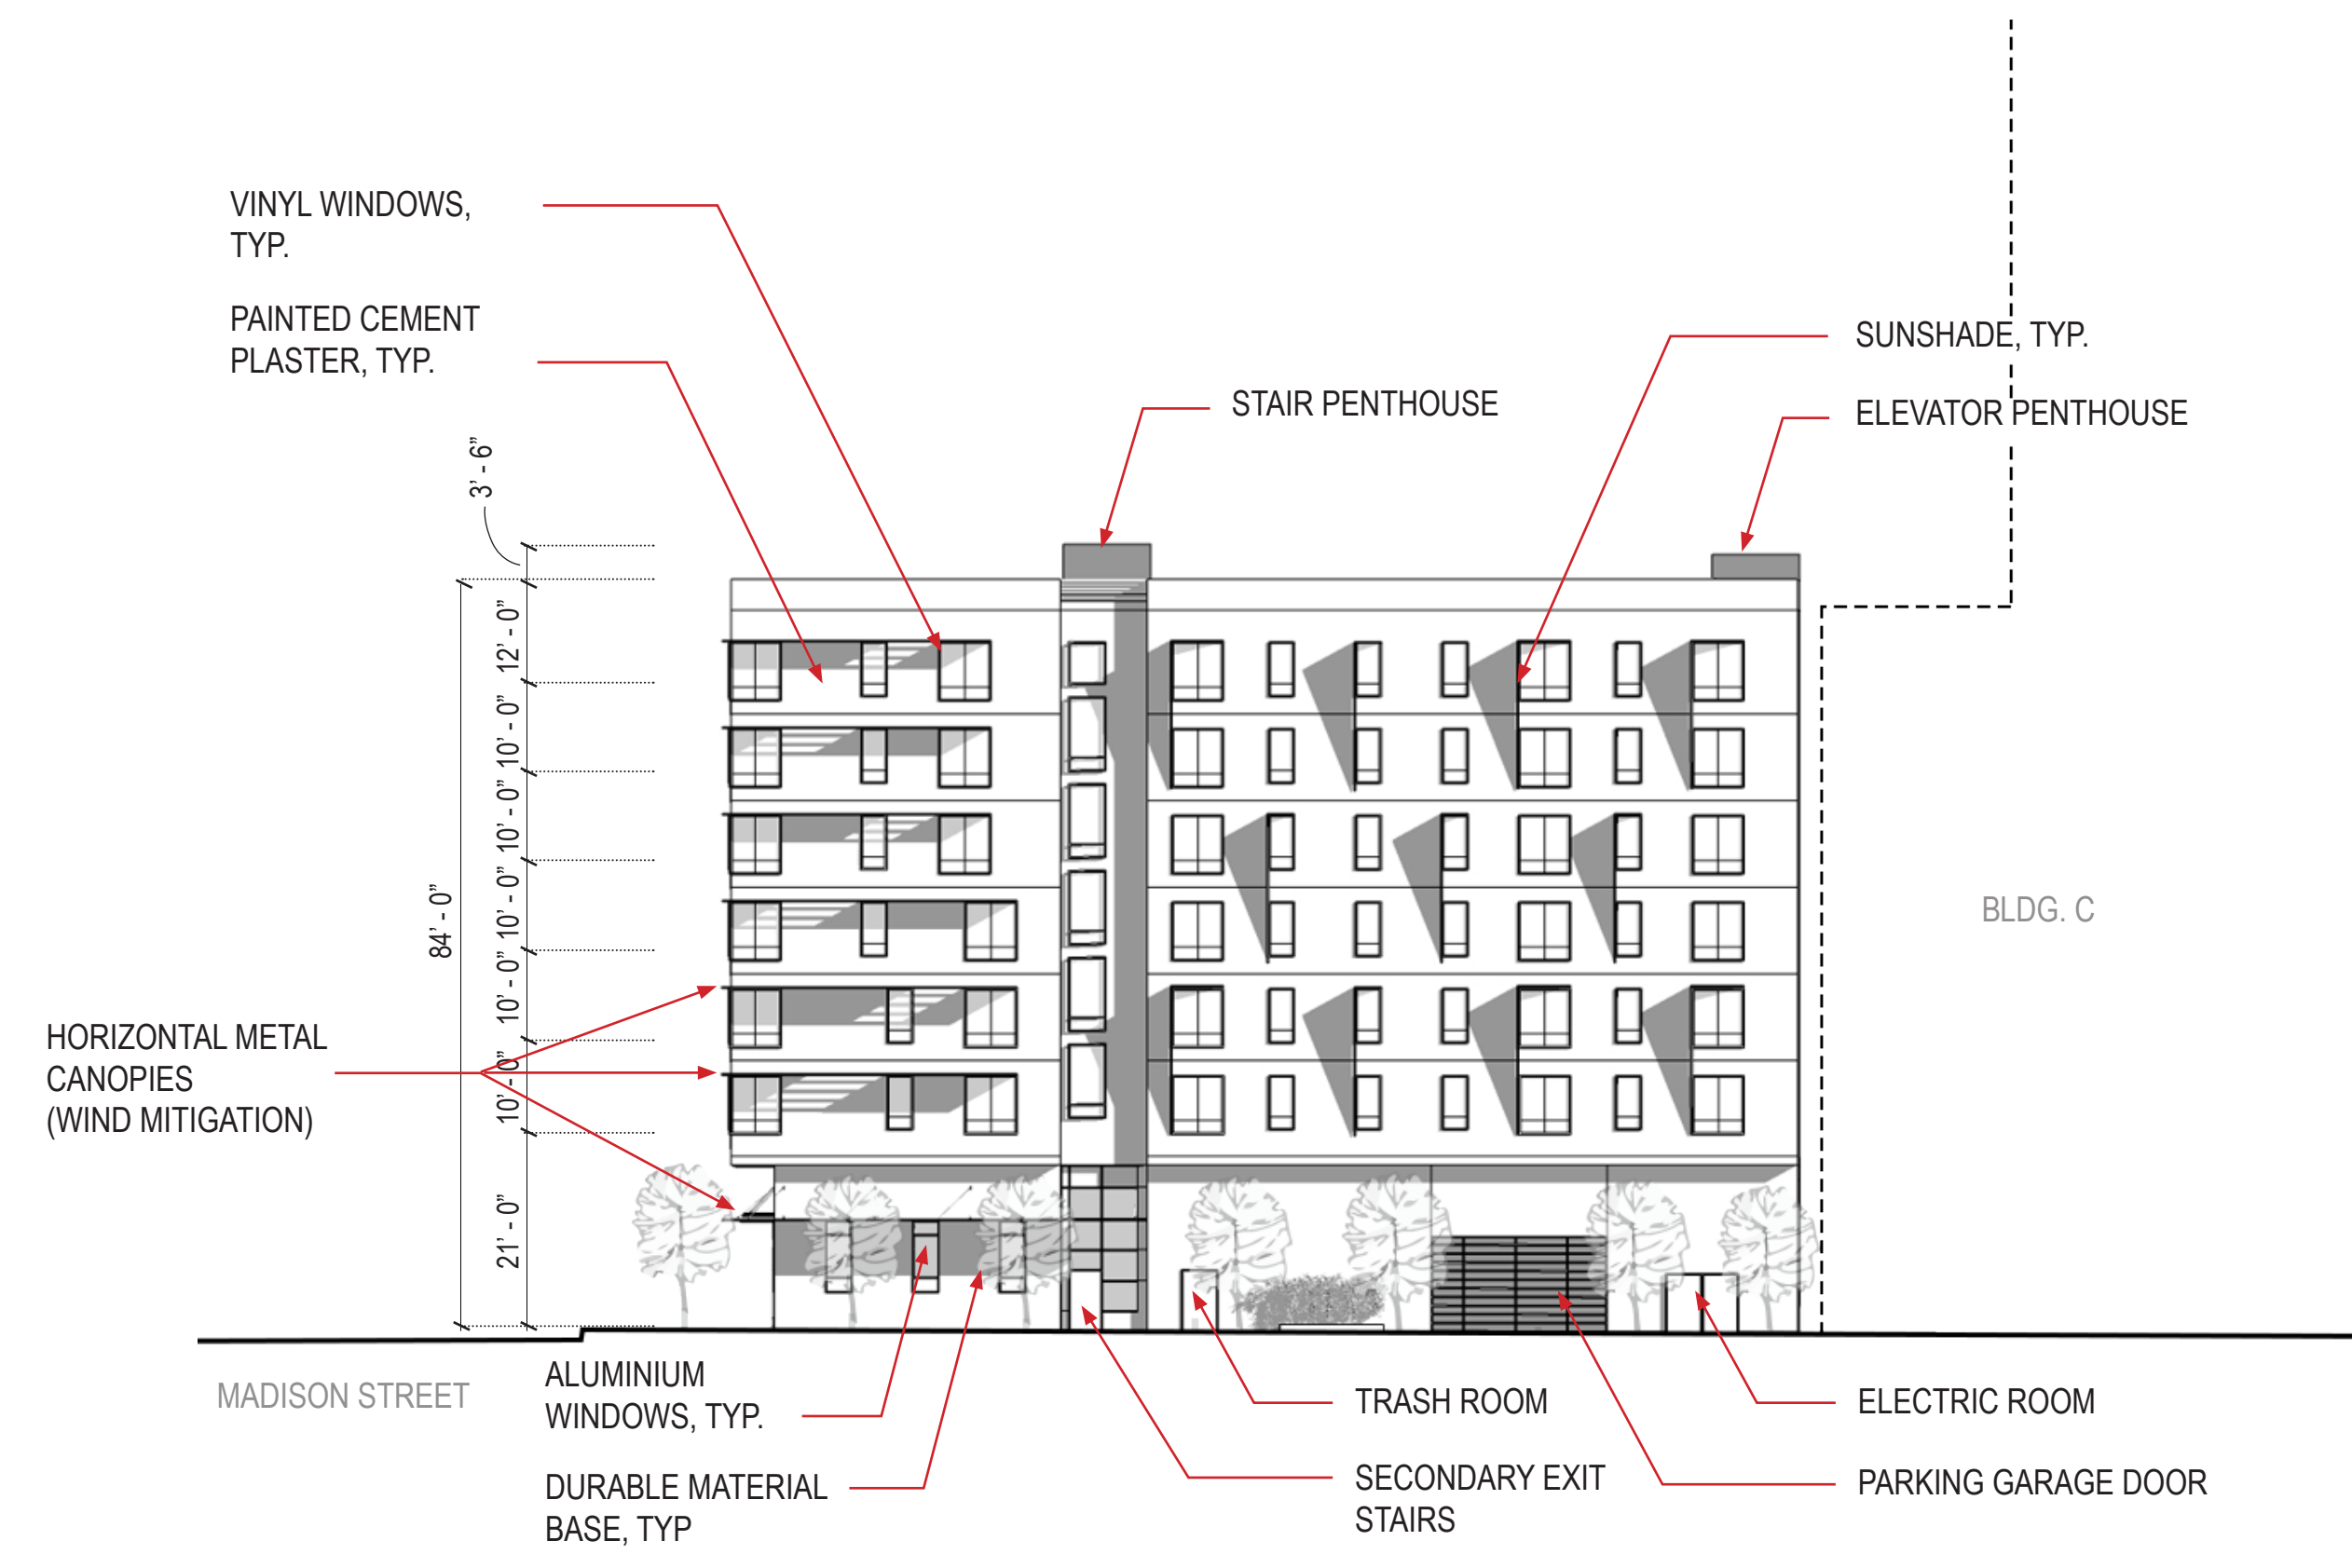 VINYL WINDOWS,
TYP.
PAINTED CEMENT
PLASTER, TYP.
SUNSHADE, TYP.
STAIR PENTHOUSE
ELEVATOR PENTHOUSE
3’ - 6”
12’ - 0”
10’ - 0”
10’ - 0”
10’ - 0”
10’ - 0”
10’ - 0”
21’ - 0”
84’ - 0”
BLDG. C
HORIZONTAL METAL
CANOPIES
(WIND MITIGATION)
MADISON STREET
ALUMINIUM
WINDOWS, TYP.
DURABLE MATERIAL
BASE, TYP
TRASH ROOM
SECONDARY EXIT
STAIRS
ELECTRIC ROOM
PARKING GARAGE DOOR